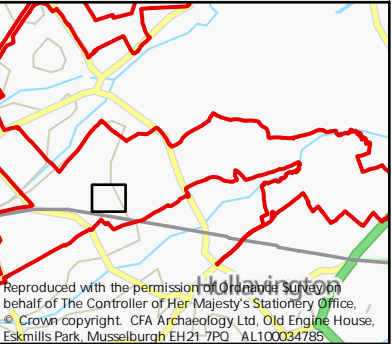 Hullavington
Reproduced with the permission of Ordnance Survey on
behalf of The Controller of Her Majesty's Stationery Office,
© Crown copyright. CFA Archaeology Ltd, Old Engine House,
Eskmills Park, Musselburgh EH21 7PQ AL100034785